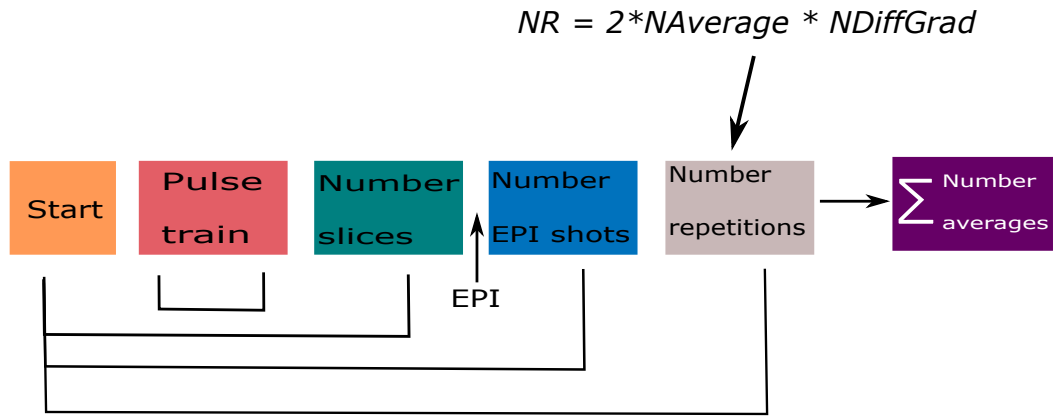 NR = 2*NAverage * NDiffGrad
Start
Pulse
train
Number
slices
Number
EPI shots
Number
repetitions
∑ Number
averages
EPI